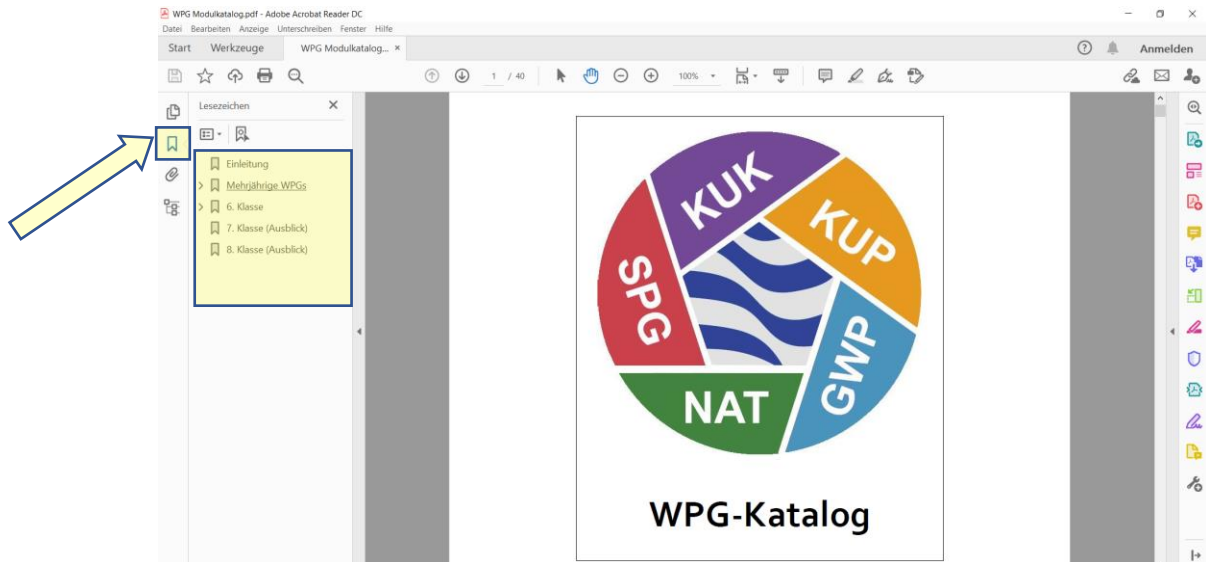 WPG Modulkatalog.pdf - Adobe Acrobat Reader DC
Datei Bearbeiten Anzeige Unterschreiben Fenster Hilfe
Start Werkzeuge WPG Modulkatalog... × Anmelden
1 / 40 100%
Lesezeichen
Einleitung
Mehrjährige WPGs
6. Klasse
7. Klasse (Ausblick)
8. Klasse (Ausblick)
KUK
KUP
SPG
GWP
NAT
WPG-Katalog